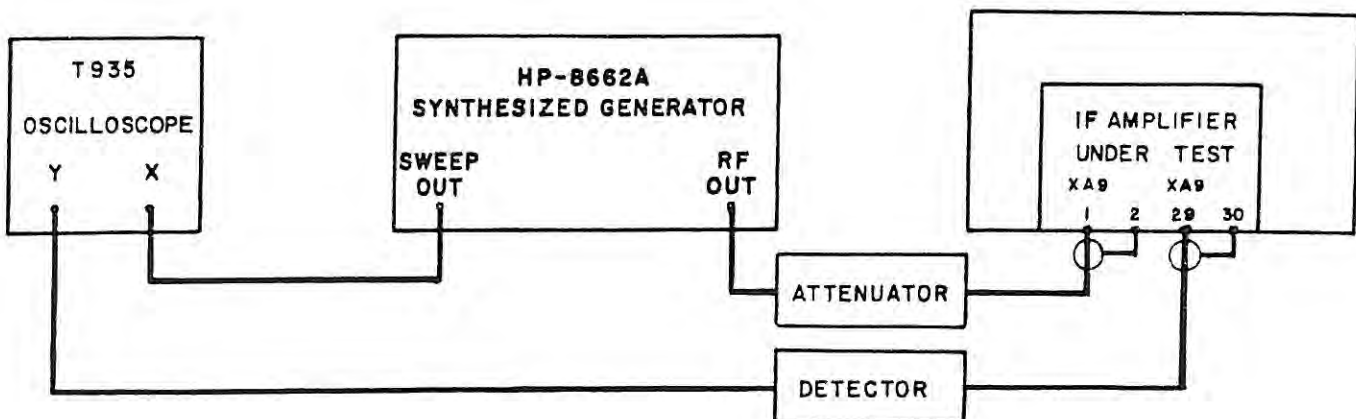 T935
OSCILLOSCOPE
Y X
HP-8662A
SYNTHESIZED GENERATOR
SWEEP
OUT
RF
OUT
IF AMPLIFIER
UNDER TEST
XA9 XA9
1 2 29 30
ATTENUATOR
DETECTOR